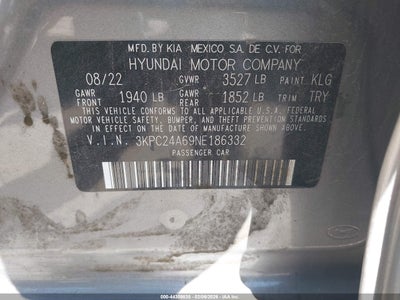 MFD. BY KIA MEXICO S.A. DE C.V. FOR
HYUNDAI MOTOR COMPANY
08/22 GVWR 3527 LB PAINT KLG
GAWR FRONT 1940 LB GAWR REAR 1852 LB TRIM TRY
THIS VEHICLE CONFORMS TO ALL APPLICABLE FEDERAL
MOTOR VEHICLE SAFETY, BUMPER, AND THEFT PREVENTION
STANDARDS IN EFFECT ON THE DATE OF MANUFACTURE SHOWN ABOVE.
V.I.N. 3KPC24A69NE186332
PASSENGER CAR